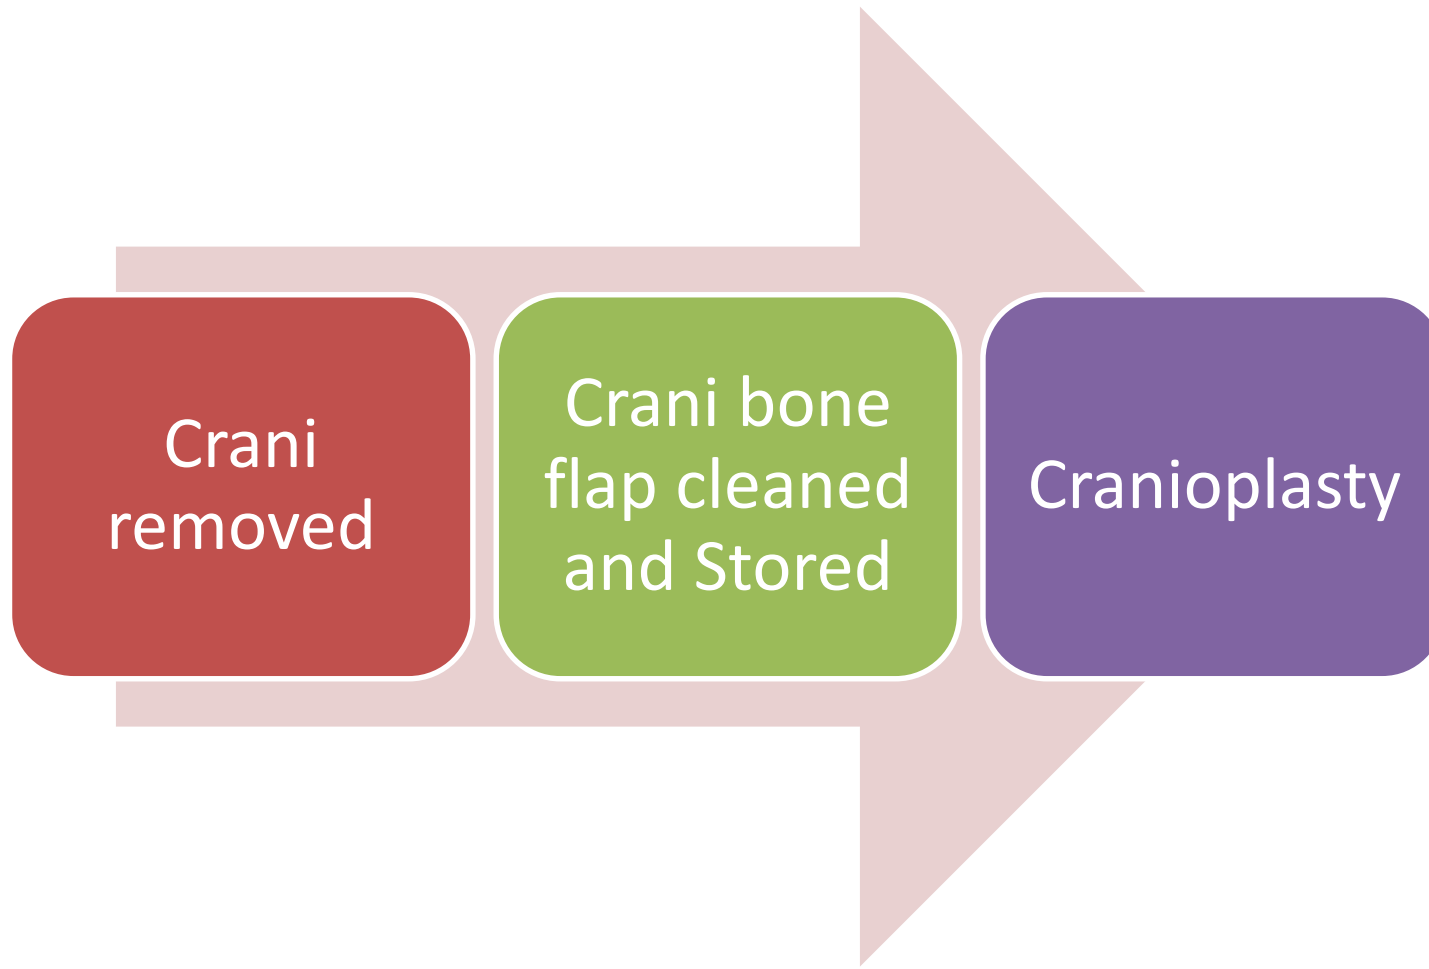 Crani
removed
Crani bone
flap cleaned
and Stored
Cranioplasty